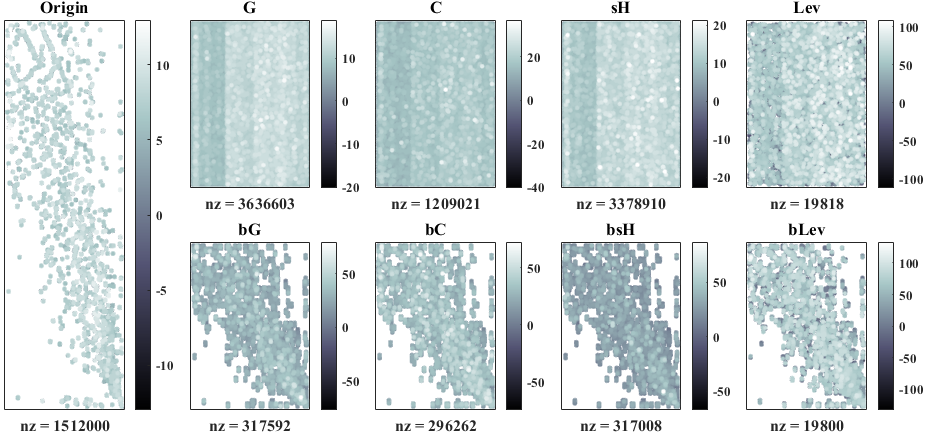 Origin
10
5
0
-5
-10
nz = 1512000
G
10
0
-10
-20
nz = 3636603
C
20
0
-20
-40
nz = 1209021
sH
20
10
0
-10
-20
nz = 3378910
Lev
100
50
0
-50
-100
nz = 19818
bG
50
0
-50
nz = 317592
bC
50
0
-50
nz = 296262
bsH
50
0
-50
nz = 317008
bLev
100
50
0
-50
-100
nz = 19800